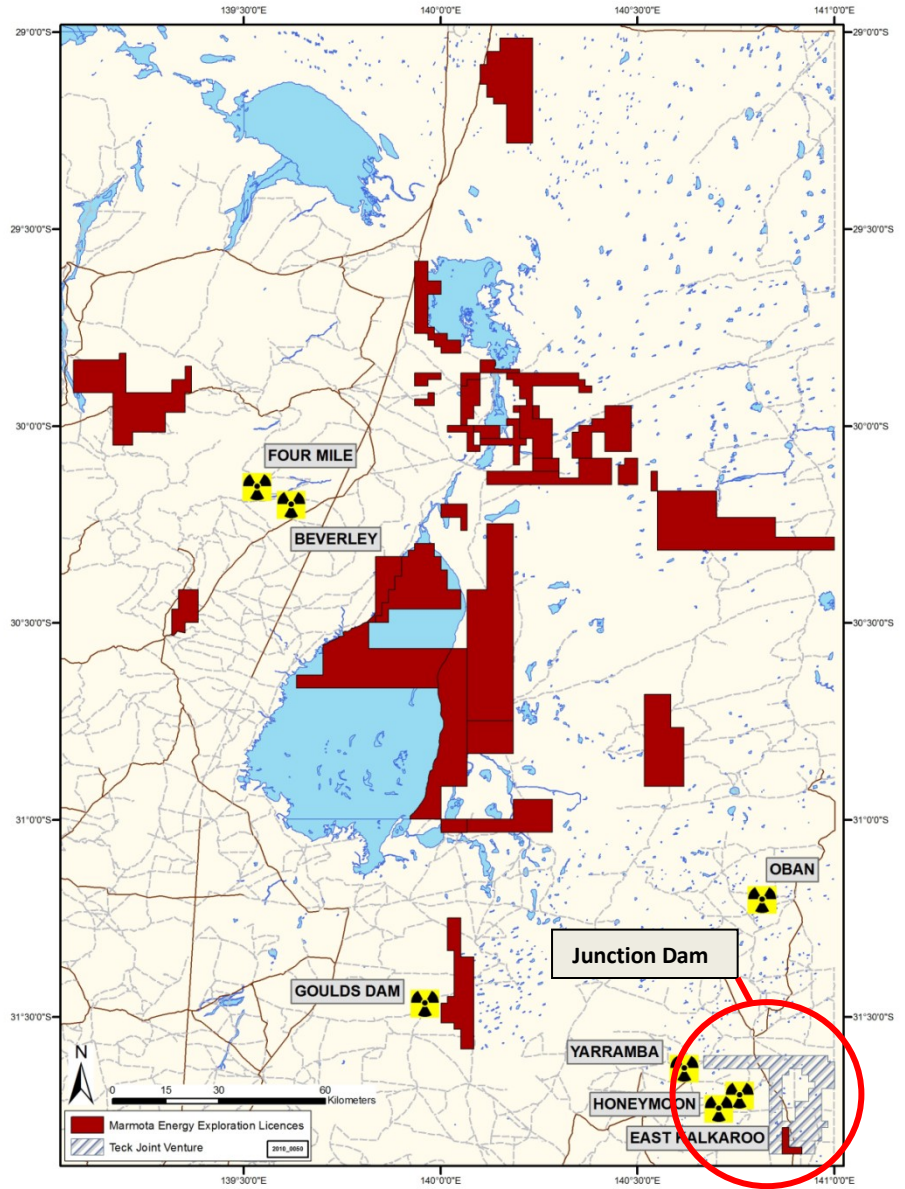 139°30'0"E 140°0'0"E 140°30'0"E 141°0'0"E
29°0'0"S 29°0'0"S
29°30'0"S 29°30'0"S
30°0'0"S 30°0'0"S
FOUR MILE
BEVERLEY
30°30'0"S 30°30'0"S
31°0'0"S 31°0'0"S
OBAN
Junction Dam
GOULDS DAM
31°30'0"S 31°30'0"S
YARRAMBA
HONEYMOON
EAST KALKAROO
N
0 15 30 60
Kilometers
Marmota Energy Exploration Licences
Teck Joint Venture
2010_0050
139°30'0"E 140°0'0"E 140°30'0"E 141°0'0"E